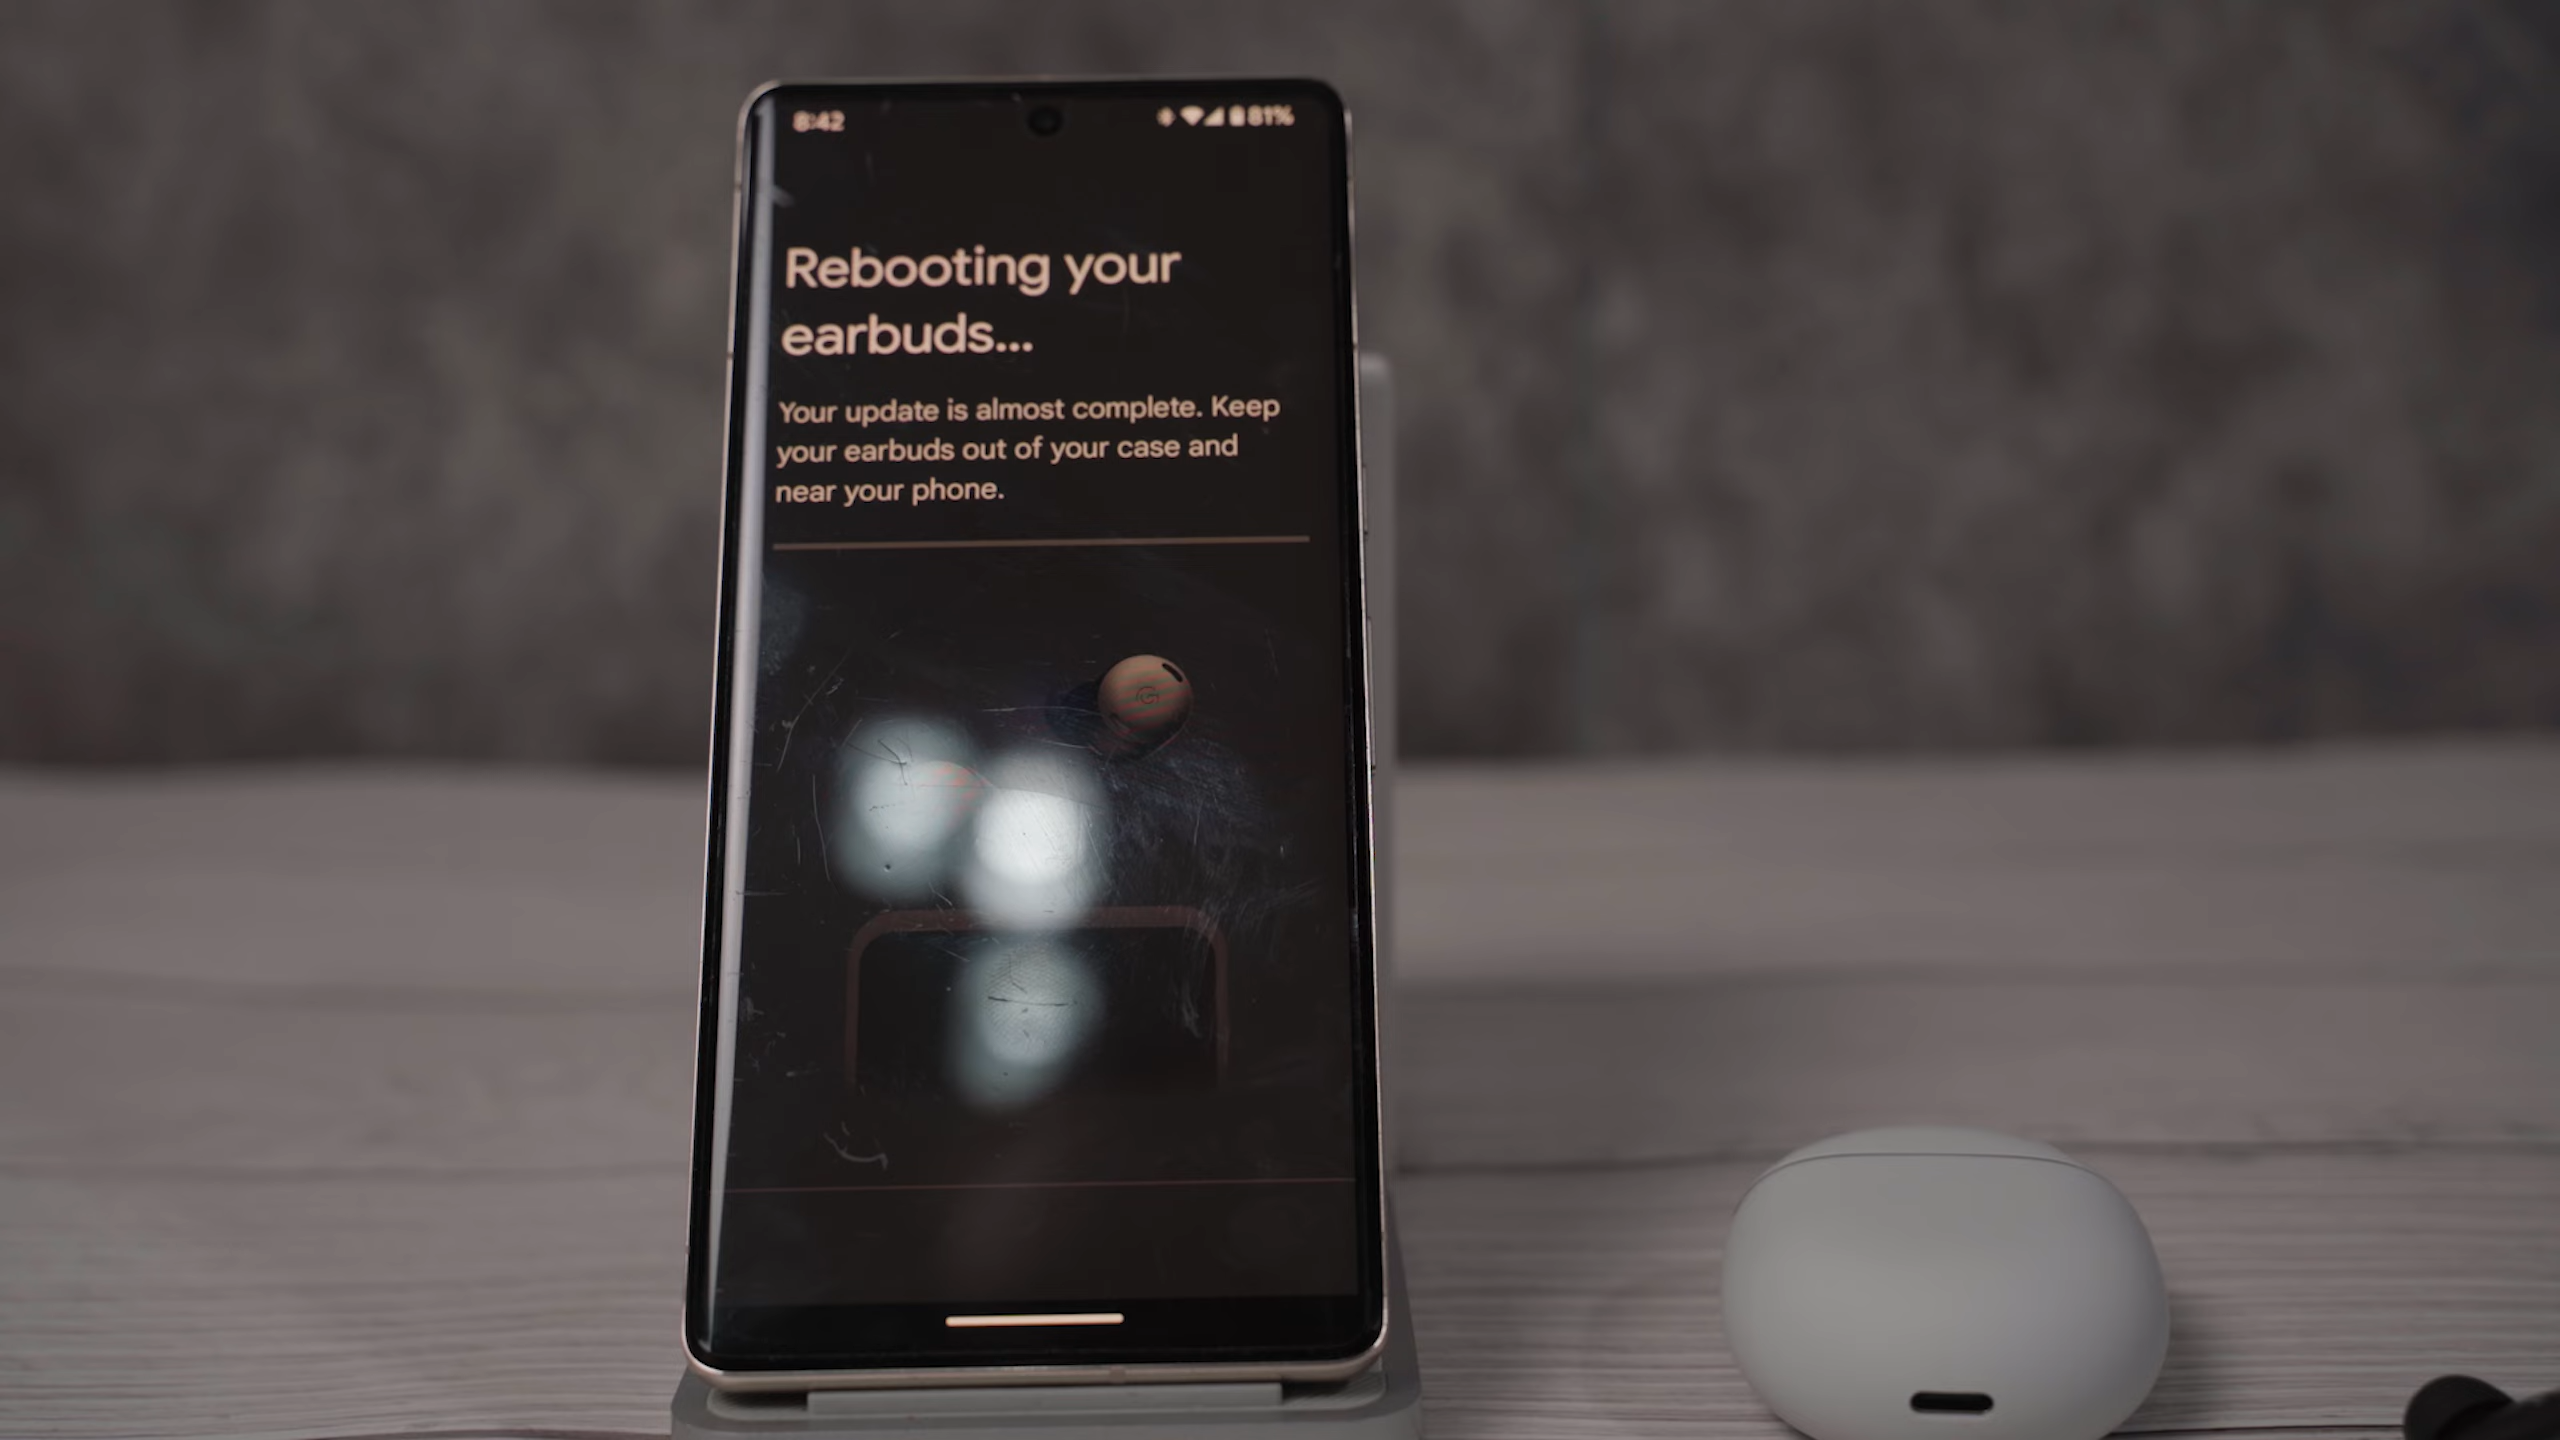 8:42
81%
Rebooting your
earbuds...
Your update is almost complete. Keep
your earbuds out of your case and
near your phone.
G